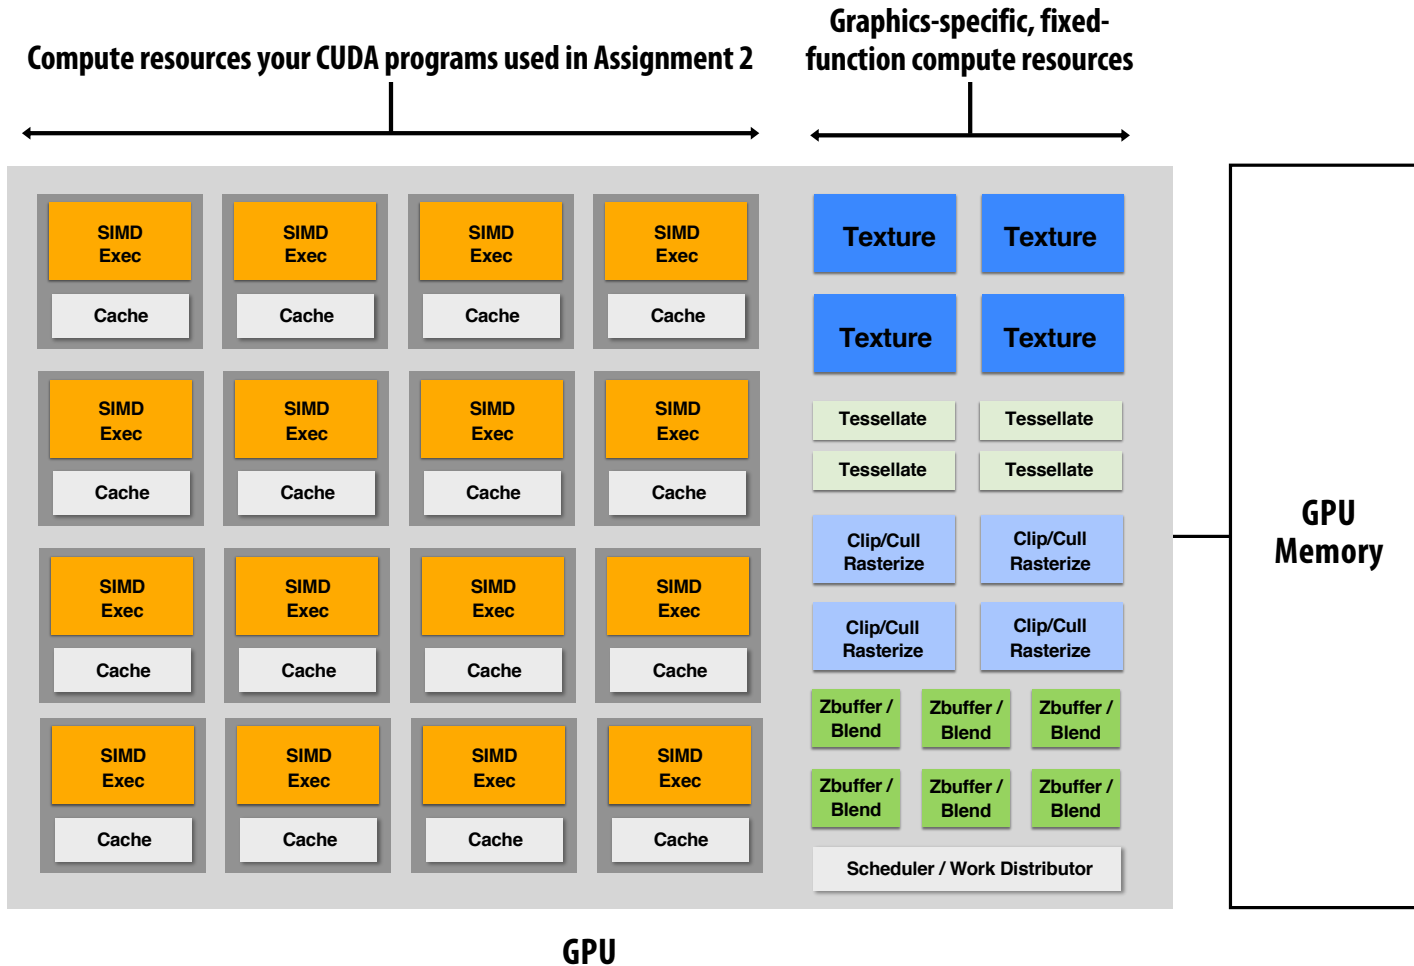 Compute resources your CUDA programs used in Assignment 2
Graphics-specific, fixed-
function compute resources
SIMD
Exec
Cache
SIMD
Exec
Cache
SIMD
Exec
Cache
SIMD
Exec
Cache
SIMD
Exec
Cache
SIMD
Exec
Cache
SIMD
Exec
Cache
SIMD
Exec
Cache
SIMD
Exec
Cache
SIMD
Exec
Cache
SIMD
Exec
Cache
SIMD
Exec
Cache
SIMD
Exec
Cache
SIMD
Exec
Cache
SIMD
Exec
Cache
SIMD
Exec
Cache
Texture
Texture
Texture
Texture
Tessellate
Tessellate
Tessellate
Tessellate
Clip/Cull
Rasterize
Clip/Cull
Rasterize
Clip/Cull
Rasterize
Clip/Cull
Rasterize
Zbuffer /
Blend
Zbuffer /
Blend
Zbuffer /
Blend
Zbuffer /
Blend
Zbuffer /
Blend
Zbuffer /
Blend
Scheduler / Work Distributor
GPU
Memory
GPU